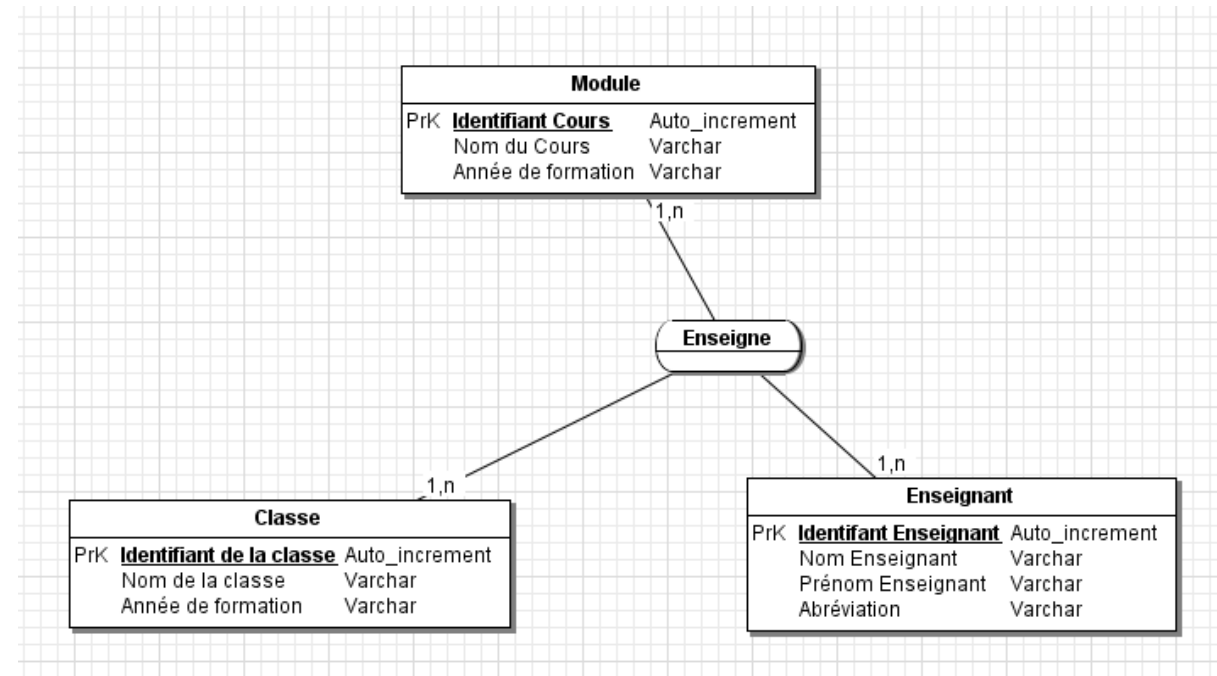 Module
PrK Identifiant Cours Auto_increment
Nom du Cours Varchar
Année de formation Varchar
1,n
Enseigne
1,n
1,n
Classe
PrK Identifiant de la classe Auto_increment
Nom de la classe Varchar
Année de formation Varchar
Enseignant
PrK Identifant Enseignant Auto_increment
Nom Enseignant Varchar
Prénom Enseignant Varchar
Abréviation Varchar